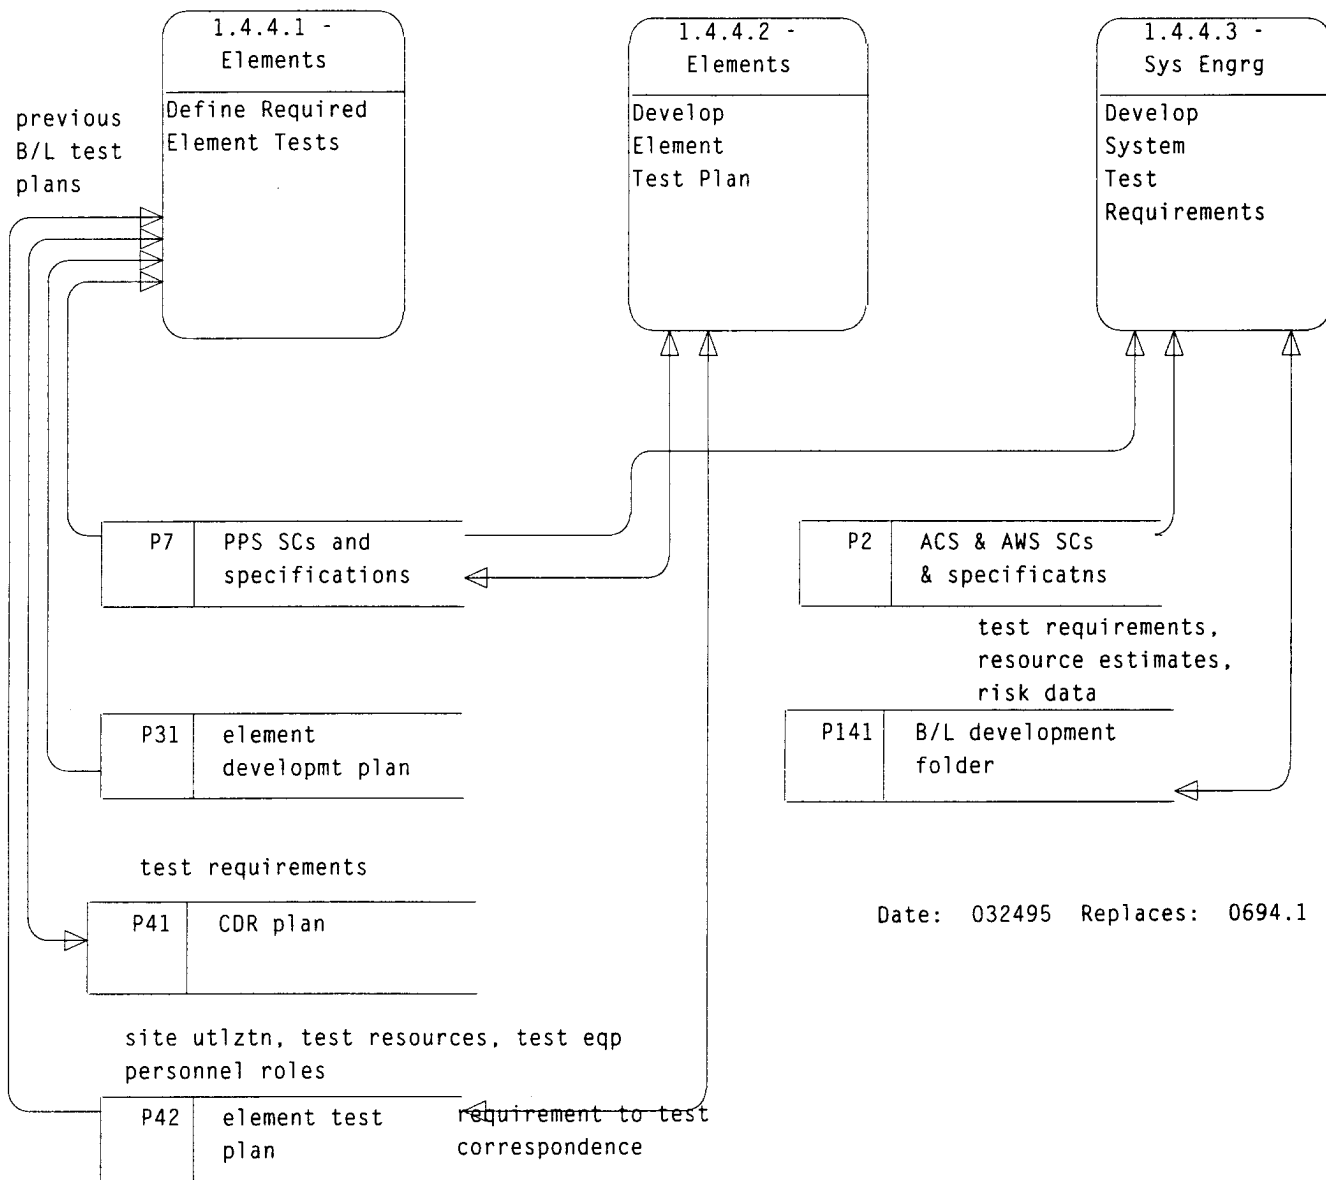 1.4.4.1 -
Elements
Define Required
Element Tests
1.4.4.2 -
Elements
Develop
Element
Test Plan
1.4.4.3 -
Sys Engrg
Develop
System
Test
Requirements
previous
B/L test
plans
P7 PPS SCs and
specifications
P2 ACS & AWS SCs
& specificatns
test requirements,
resource estimates,
risk data
P31 element
developmt plan
P141 B/L development
folder
test requirements
P41 CDR plan
Date: 032495 Replaces: 0694.1
site utlztn, test resources, test eqp
personnel roles
P42 element test
plan
requirement to test
correspondence